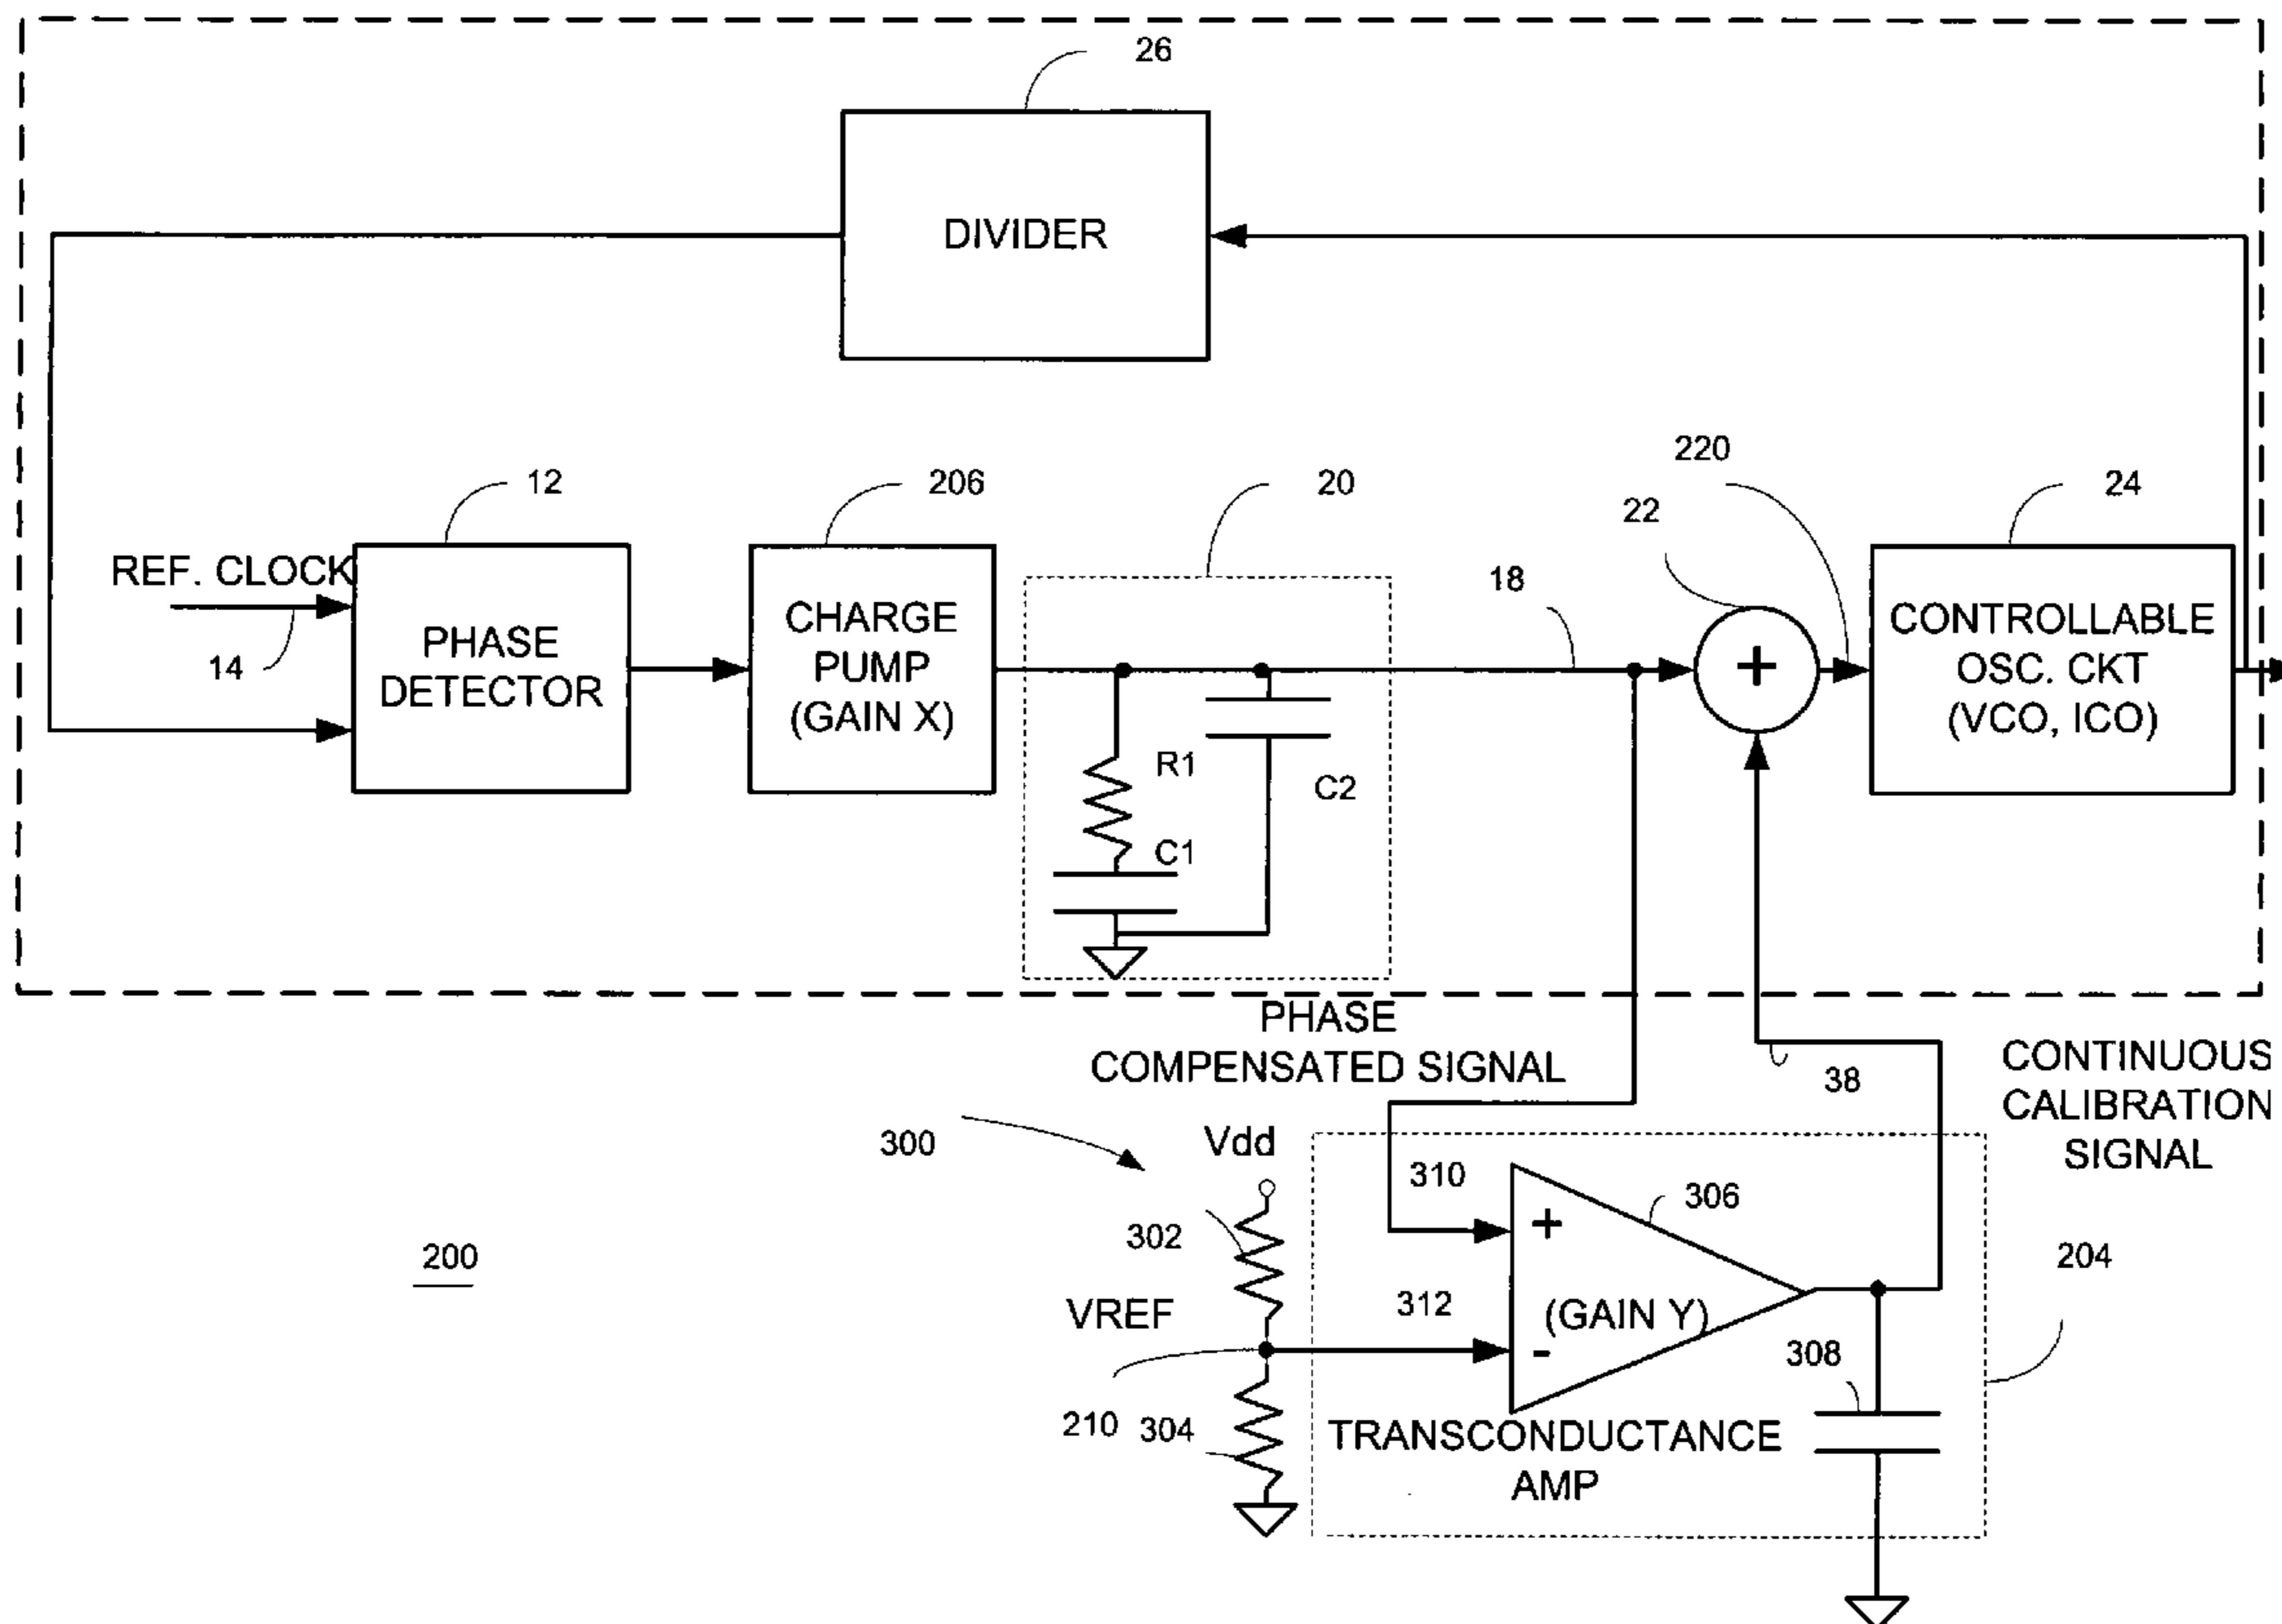 26
DIVIDER
12
206
20
220
22
24
REF. CLOCK
14
PHASE
DETECTOR
CHARGE
PUMP
(GAIN X)
18
+
CONTROLLABLE
OSC. CKT
(VCO, ICO)
R1
C2
C1
PHASE
COMPENSATED SIGNAL
38
CONTINUOUS
CALIBRATION
SIGNAL
300
Vdd
310
306
302
+
200
204
VREF
312
(GAIN Y)
-
308
210
304
TRANSCONDUCTANCE
AMP